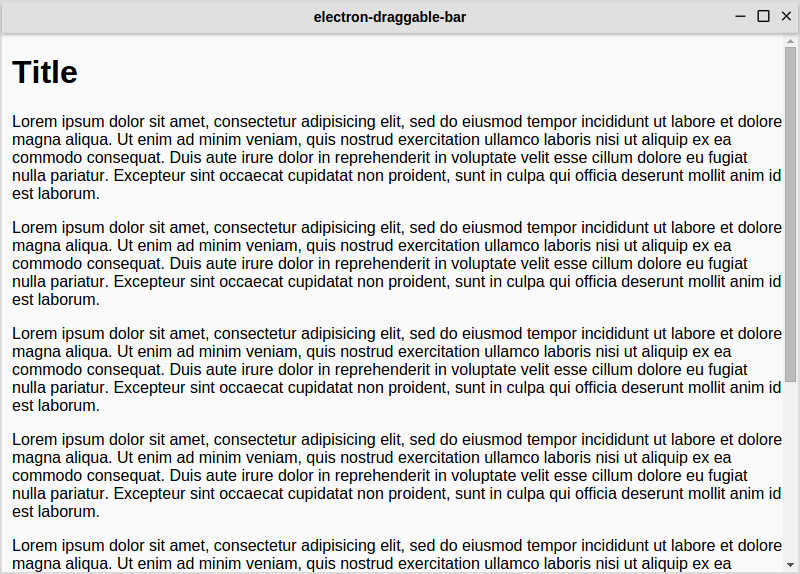 electron-draggable-bar
Title
Lorem ipsum dolor sit amet, consectetur adipisicing elit, sed do eiusmod tempor incididunt ut labore et dolore
magna aliqua. Ut enim ad minim veniam, quis nostrud exercitation ullamco laboris nisi ut aliquip ex ea
commodo consequat. Duis aute irure dolor in reprehenderit in voluptate velit esse cillum dolore eu fugiat
nulla pariatur. Excepteur sint occaecat cupidatat non proident, sunt in culpa qui officia deserunt mollit anim id
est laborum.
Lorem ipsum dolor sit amet, consectetur adipisicing elit, sed do eiusmod tempor incididunt ut labore et dolore
magna aliqua. Ut enim ad minim veniam, quis nostrud exercitation ullamco laboris nisi ut aliquip ex ea
commodo consequat. Duis aute irure dolor in reprehenderit in voluptate velit esse cillum dolore eu fugiat
nulla pariatur. Excepteur sint occaecat cupidatat non proident, sunt in culpa qui officia deserunt mollit anim id
est laborum.
Lorem ipsum dolor sit amet, consectetur adipisicing elit, sed do eiusmod tempor incididunt ut labore et dolore
magna aliqua. Ut enim ad minim veniam, quis nostrud exercitation ullamco laboris nisi ut aliquip ex ea
commodo consequat. Duis aute irure dolor in reprehenderit in voluptate velit esse cillum dolore eu fugiat
nulla pariatur. Excepteur sint occaecat cupidatat non proident, sunt in culpa qui officia deserunt mollit anim id
est laborum.
Lorem ipsum dolor sit amet, consectetur adipisicing elit, sed do eiusmod tempor incididunt ut labore et dolore
magna aliqua. Ut enim ad minim veniam, quis nostrud exercitation ullamco laboris nisi ut aliquip ex ea
commodo consequat. Duis aute irure dolor in reprehenderit in voluptate velit esse cillum dolore eu fugiat
nulla pariatur. Excepteur sint occaecat cupidatat non proident, sunt in culpa qui officia deserunt mollit anim id
est laborum.
Lorem ipsum dolor sit amet, consectetur adipisicing elit, sed do eiusmod tempor incididunt ut labore et dolore
magna aliqua. Ut enim ad minim veniam, quis nostrud exercitation ullamco laboris nisi ut aliquip ex ea